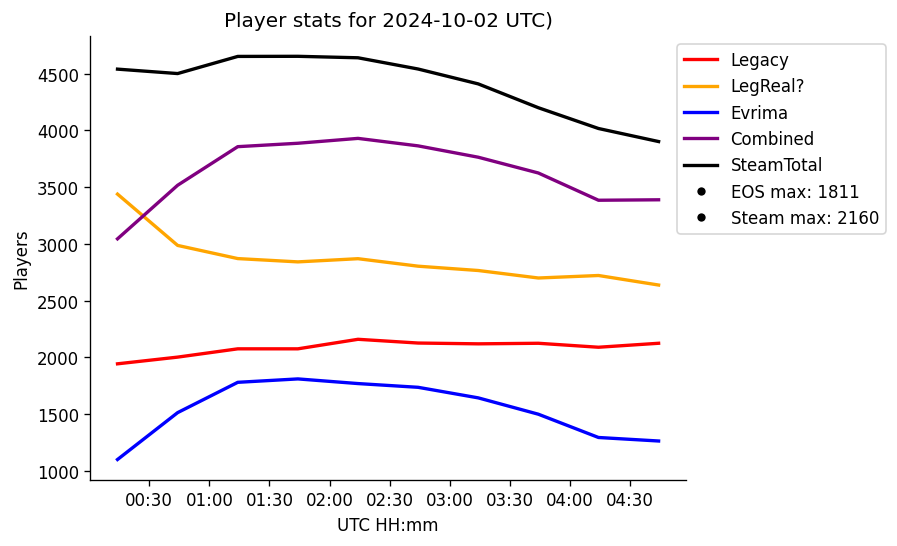 Player stats for 2024-10-02 UTC)
Legacy
LegReal?
Evrima
Combined
SteamTotal
EOS max: 1811
Steam max: 2160
Players
4500
4000
3500
3000
2500
2000
1500
1000
00:30 01:00 01:30 02:00 02:30 03:00 03:30 04:00 04:30
UTC HH:mm